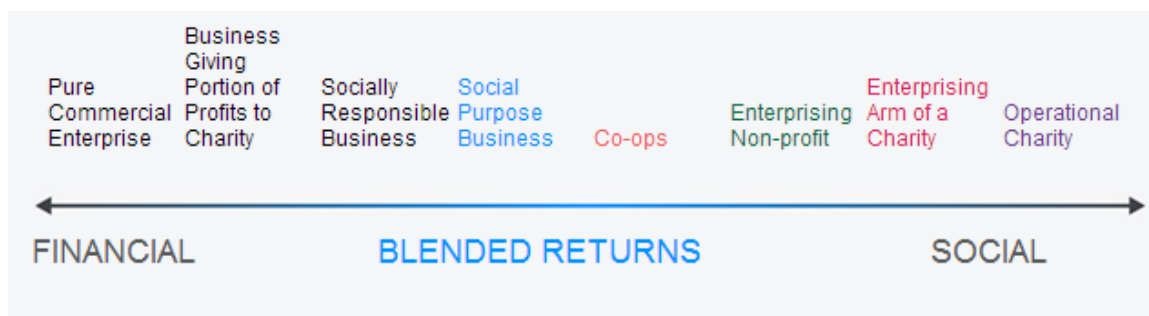 Pure
Commercial
Enterprise
Business
Giving
Portion of
Profits to
Charity
Socially
Responsible
Business
Social
Purpose
Business
Co-ops
Enterprising
Non-profit
Enterprising
Arm of a
Charity
Operational
Charity
FINANCIAL
BLENDED RETURNS
SOCIAL